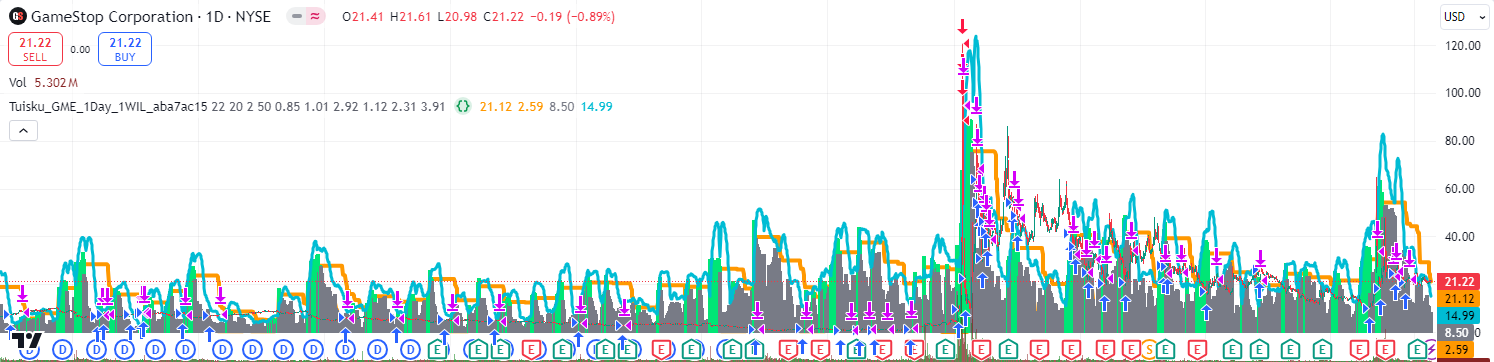 GS GameStop Corporation · 1D · NYSE O21.41 H21.61 L20.98 C21.22 −0.19 (−0.89%) USD
21.22 SELL 0.00 21.22 BUY
Vol 5.302 M
Tuisku_GME_1Day_1WIL_aba7ac15 22 20 2 50 0.85 1.01 2.92 1.12 2.31 3.91 {} 21.12 2.59 8.50 14.99
120.00
100.00
80.00
60.00
40.00
21.22
21.12
14.99
8.50
2.59
D D D D D D D D D D D D D D E E E E E E E E E E E E E E E E E E E S E E E E E E E E